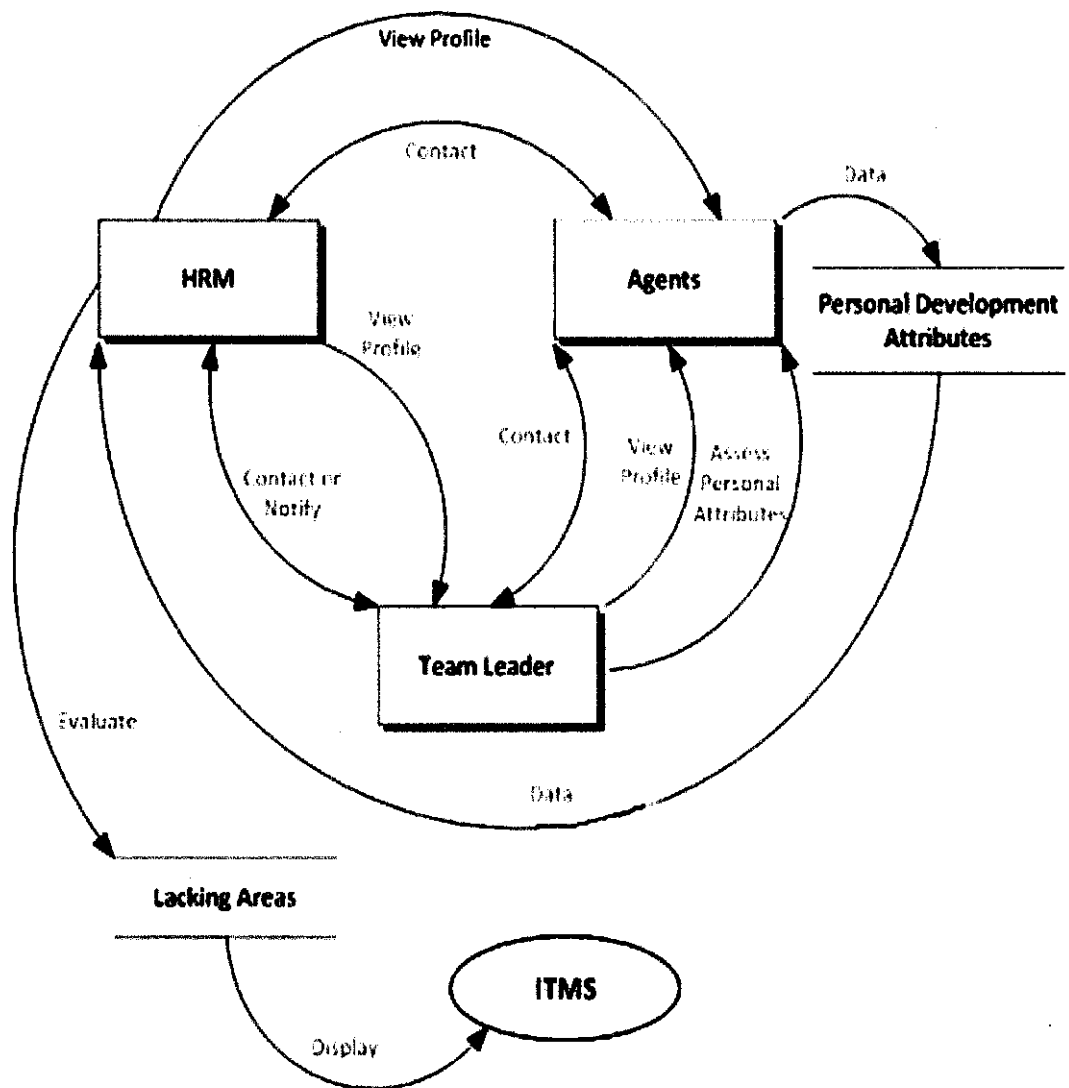 View Profile
Contact
Data
HRM
Agents
Personal Development
Attributes
View
Profile
Contact
View
Profile
Assess
Personal
Attributes
Contact or
Notify
Team Leader
Evaluate
Data
Lacking Areas
ITMS
Display